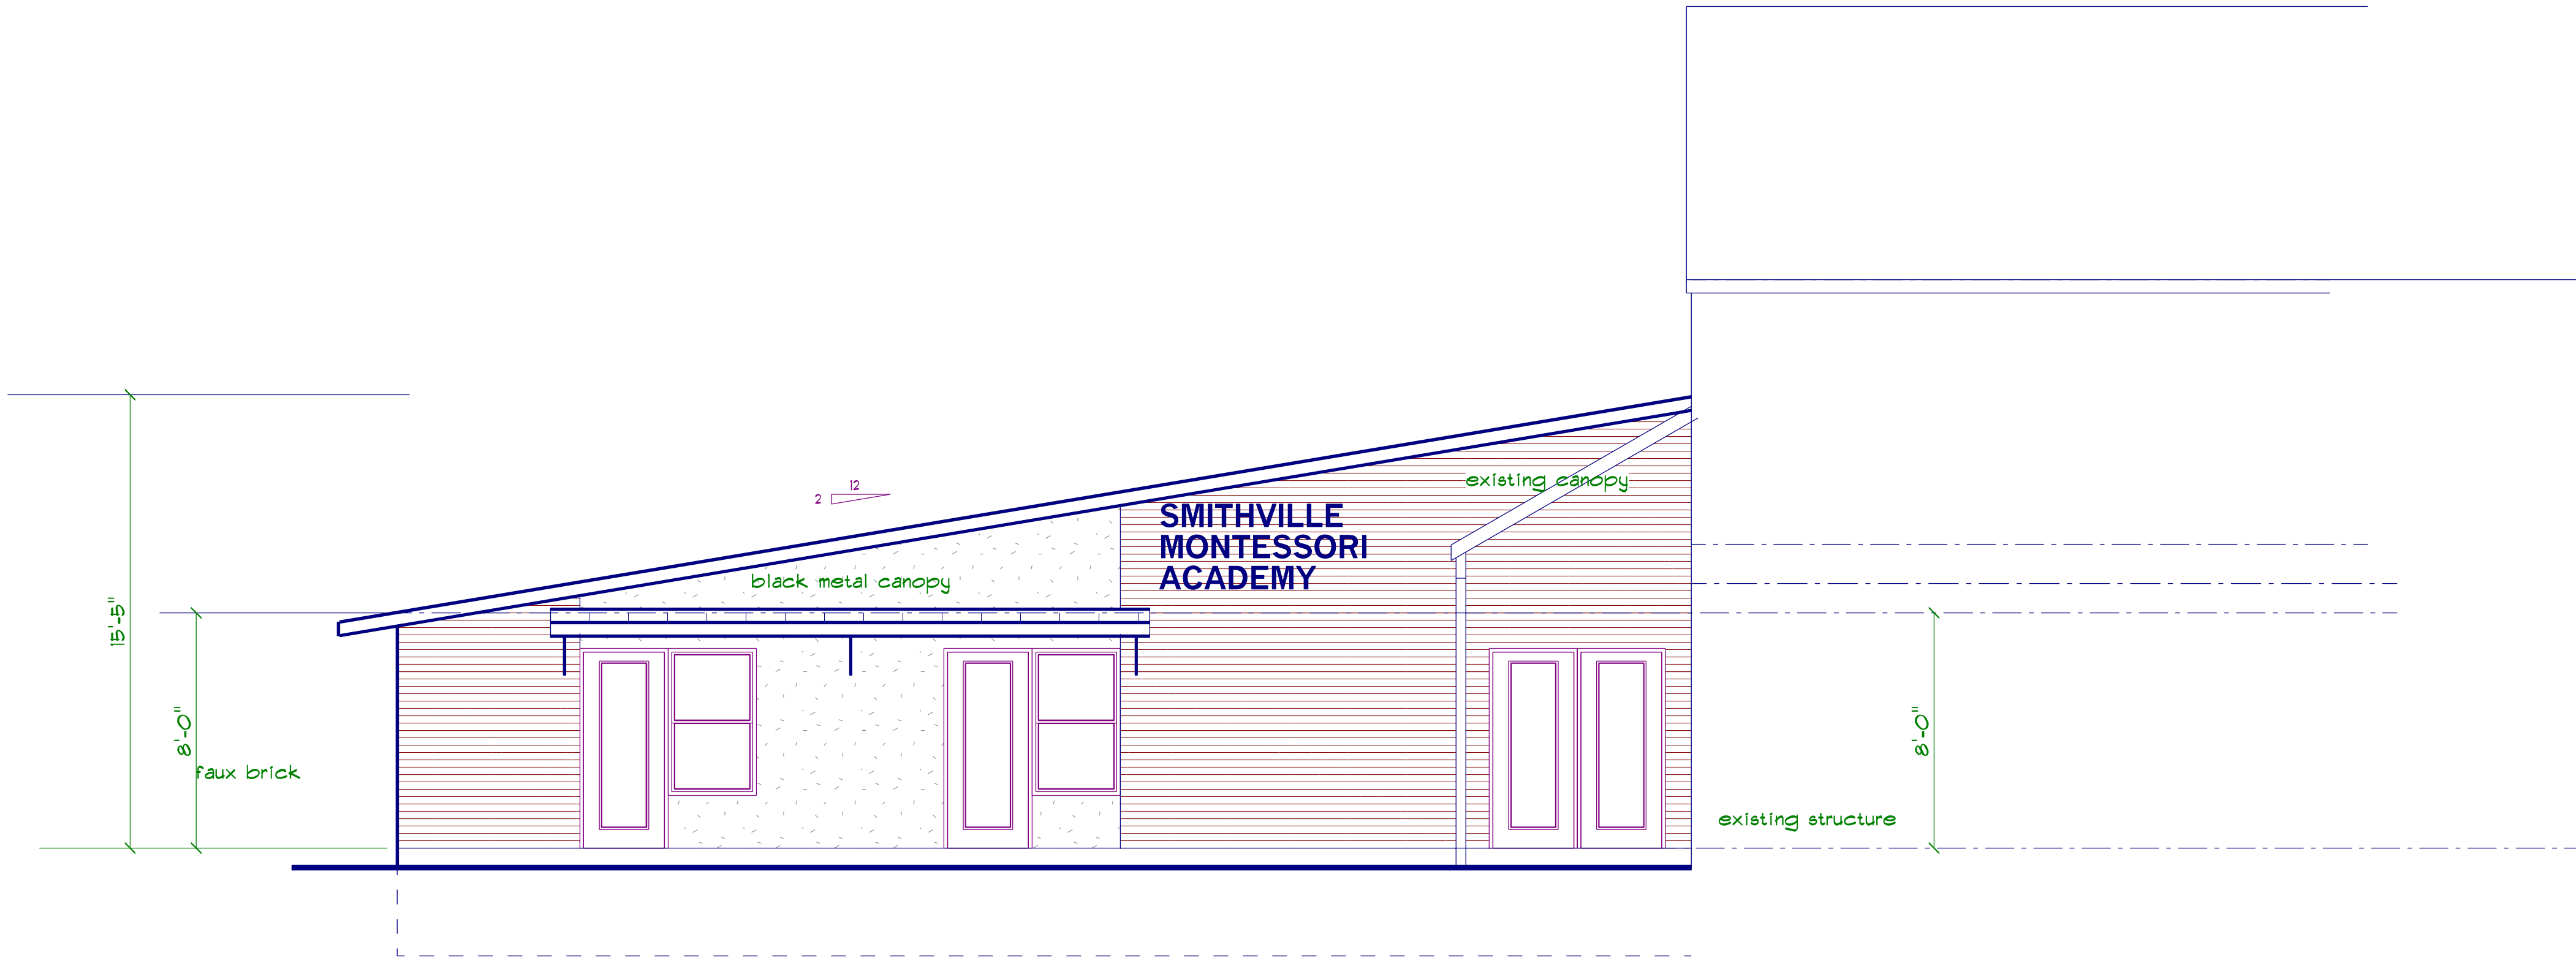 12
2
existing canopy
SMITHVILLE
MONTESSORI
ACADEMY
black metal canopy
15'-5"
8'-0"
8'-0"
faux brick
existing structure